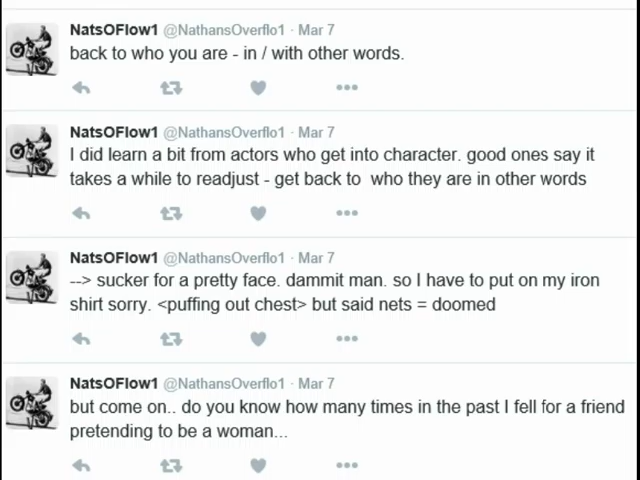 NatsOFlow1 @NathansOverflo1 · Mar 7
back to who you are - in / with other words.
NatsOFlow1 @NathansOverflo1 · Mar 7
I did learn a bit from actors who get into character. good ones say it
takes a while to readjust - get back to who they are in other words
NatsOFlow1 @NathansOverflo1 · Mar 7
--> sucker for a pretty face. dammit man. so I have to put on my iron
shirt sorry. <puffing out chest> but said nets = doomed
NatsOFlow1 @NathansOverflo1 · Mar 7
but come on.. do you know how many times in the past I fell for a friend
pretending to be a woman...